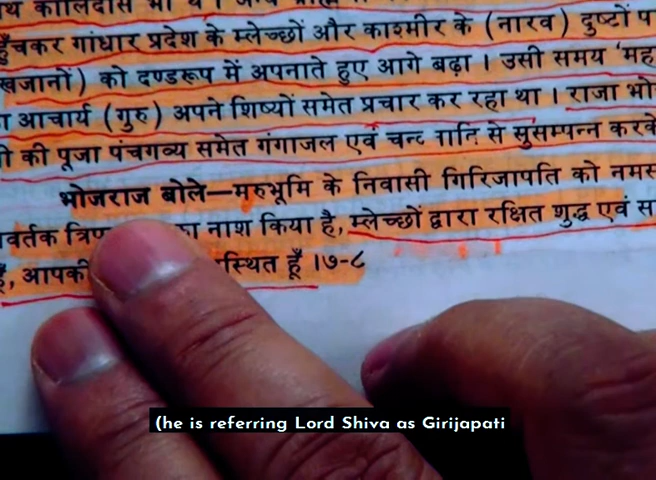 कालिदास भी थे ।
कर गांधार प्रदेश के म्लेच्छों और काश्मीर के (नारव) दुष्टों
खजानों) को दण्डरूप में अपनाते हुए आगे बढ़ा । उसी समय 'मह
आचार्य (गुरु) अपने शिष्यों समेत प्रचार कर रहा था । राजा भो
की पूजा पंचगव्य समेत गंगाजल एवं चन्द से सुसम्पन्न करके
भोजराज बोले—मरुभूमि के निवासी गिरिजापति को नमस
वर्तक त्रिप का नाश किया है, म्लेच्छों द्वारा रक्षित शुद्ध एवं स
हूँ, आपकी स्थित हूँ ।७-८
(he is referring Lord Shiva as Girijapati